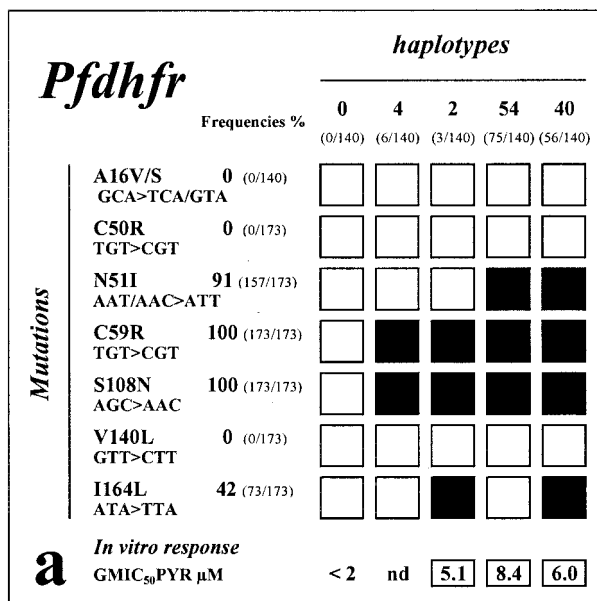 haplotypes
Pfdhfr
Frequencies %
0 4 2 54 40
(0/140) (6/140) (3/140) (75/140) (56/140)
Mutations
A16V/S 0 (0/140)
GCA>TCA/GTA
C50R 0 (0/173)
TGT>CGT
N51I 91 (157/173)
AAT/AAC>ATT
C59R 100 (173/173)
TGT>CGT
S108N 100 (173/173)
AGC>AAC
V140L 0 (0/173)
GTT>CTT
I164L 42 (73/173)
ATA>TTA
a
In vitro response
GMIC₅₀PYR µM < 2 nd 5.1 8.4 6.0